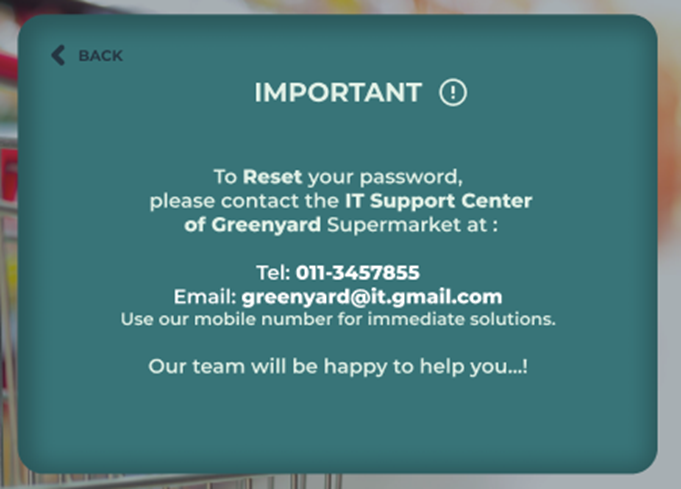 BACK
IMPORTANT
To Reset your password,
please contact the IT Support Center
of Greenyard Supermarket at :
Tel: 011-3457855
Email: greenyard@it.gmail.com
Use our mobile number for immediate solutions.
Our team will be happy to help you...!